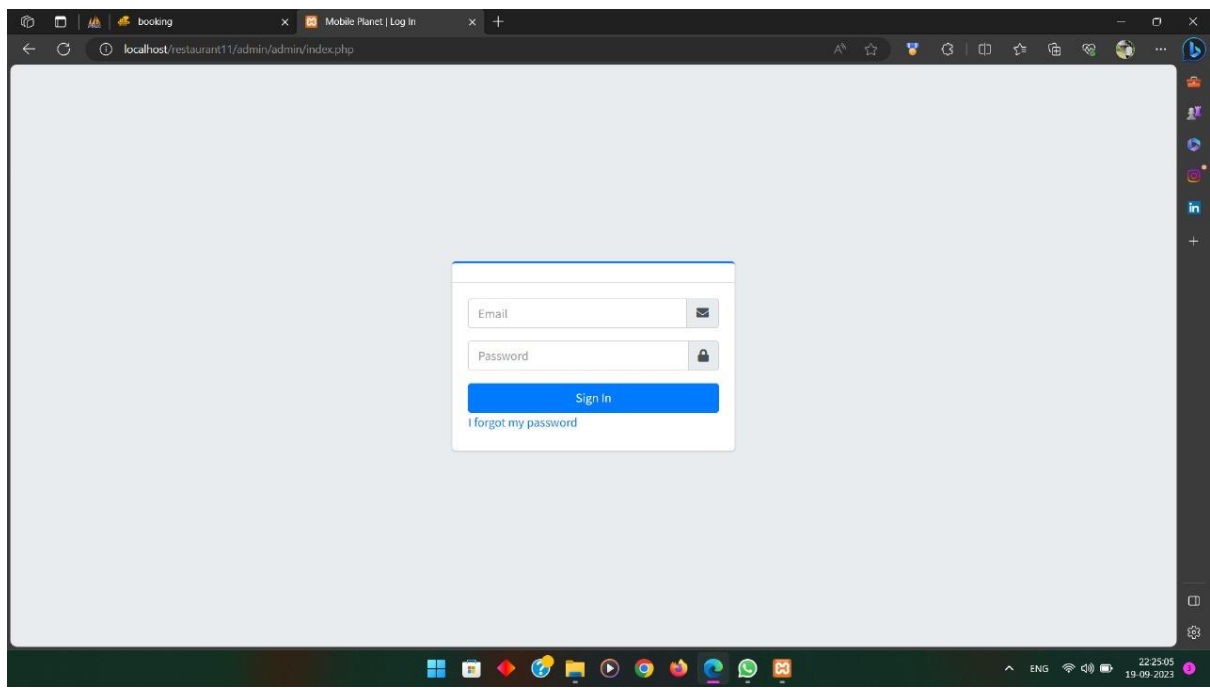 booking
Mobile Planet | Log In
localhost/restaurant11/admin/admin/index.php
Email
Password
Sign In
I forgot my password
ENG
22:25:05
19-09-2023
3